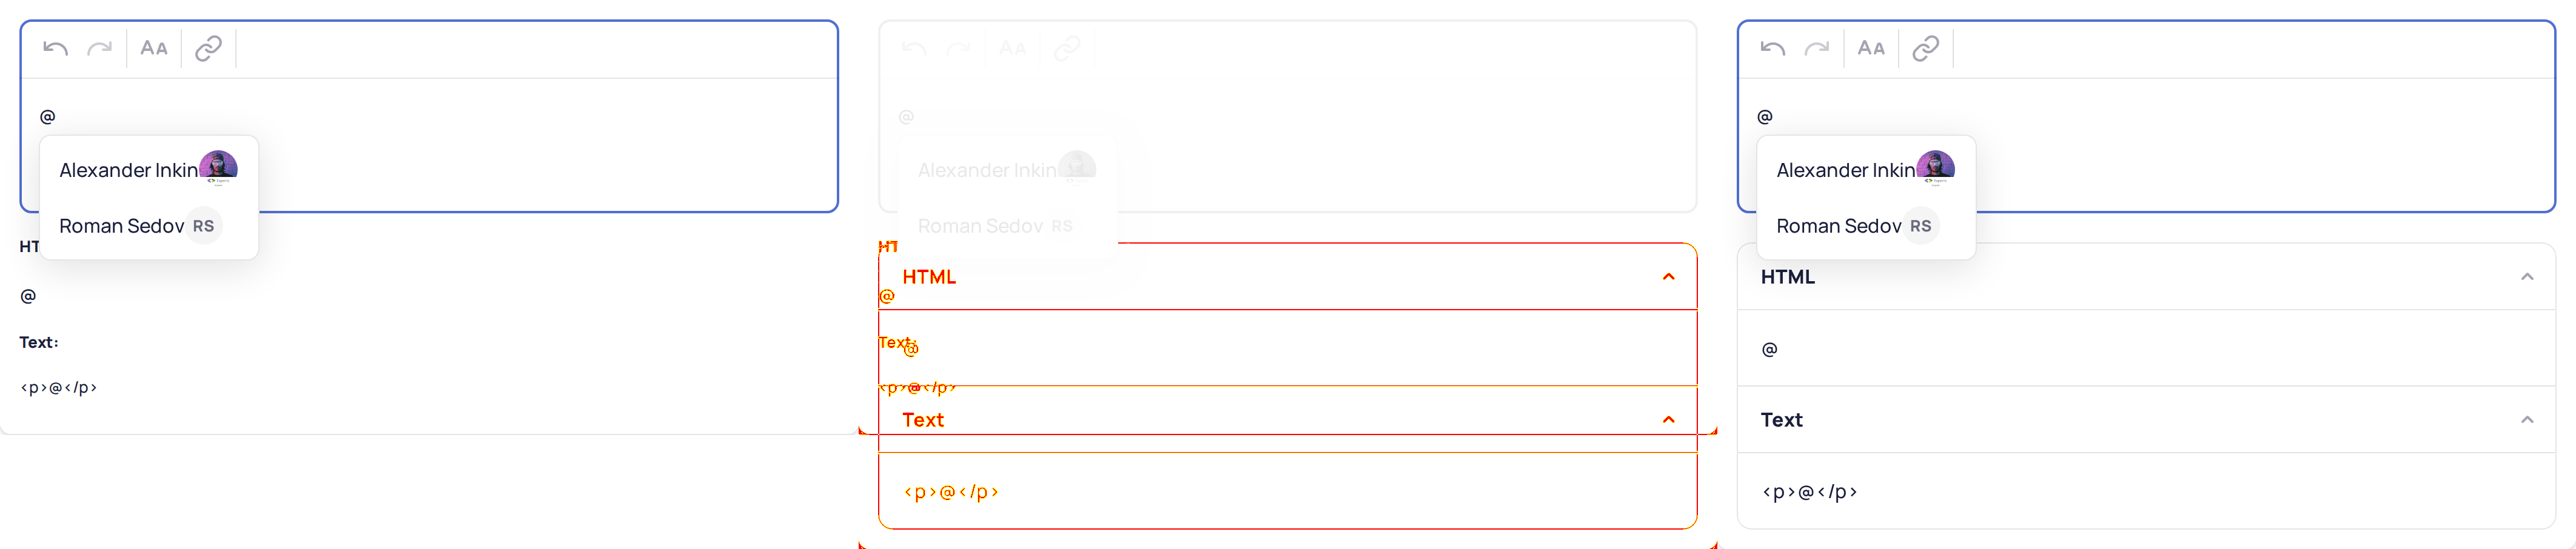 AA
@
Alexander Inkin
Roman Sedov RS
HT
@
Text:
<p>@</p>
AA
@
Alexander Inkin
Roman Sedov RS
HT
HTML
@
Text:
@
<p>@</p>
Text
<p>@</p>
AA
@
Alexander Inkin
Roman Sedov RS
HTML
@
Text
<p>@</p>